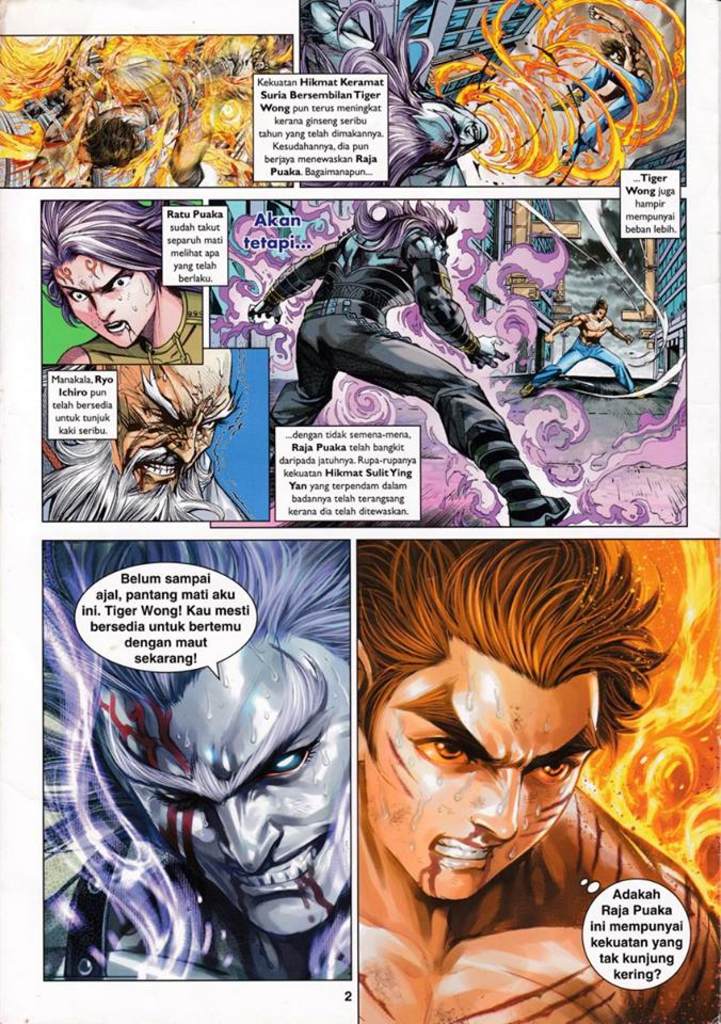 Kekuatan Hikmat Keramat
Suria Bersembilan Tiger
Wong pun terus meningkat
kerana ginseng seribu
tahun yang telah dimakannya.
Kesudahannya, dia pun
berjaya menewaskan Raja
Puaka. Bagaimanapun...
...Tiger
Wong juga
hampir
mempunyai
beban lebih.
Ratu Puaka
sudah takut
separuh mati
melihat apa
yang telah
berlaku.
Akan
tetapi...
Manakala, Ryo
Ichiro pun
telah bersedia
untuk tunjuk
kaki seribu.
...dengan tidak semena-mena,
Raja Puaka telah bangkit
daripada jatuhnya. Rupa-rupanya
kekuatan Hikmat Sulit Ying
Yan yang terpendam dalam
badannya telah terangsang
kerana dia telah ditewaskan.
Belum sampai
ajal, pantang mati aku
ini. Tiger Wong! Kau mesti
bersedia untuk bertemu
dengan maut
sekarang!
Adakah
Raja Puaka
ini mempunyai
kekuatan yang
tak kunjung
kering?
2